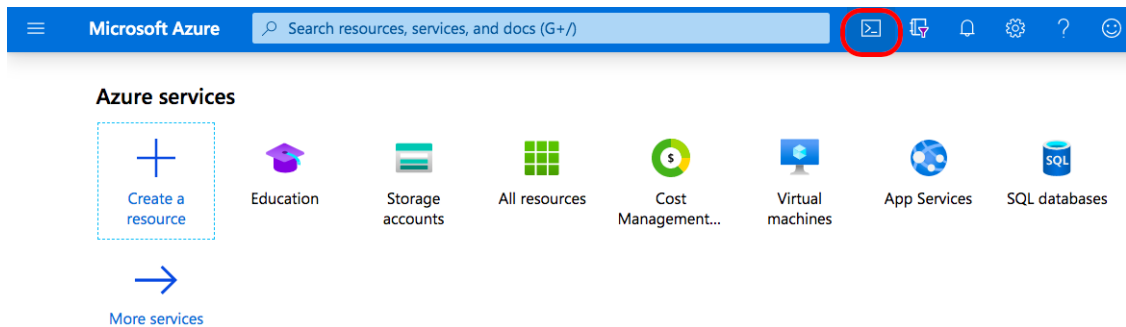 Microsoft Azure
Search resources, services, and docs (G+/)
Azure services
Create a
resource
Education
Storage
accounts
All resources
$
Cost
Management...
Virtual
machines
App Services
SQL
SQL databases
More services